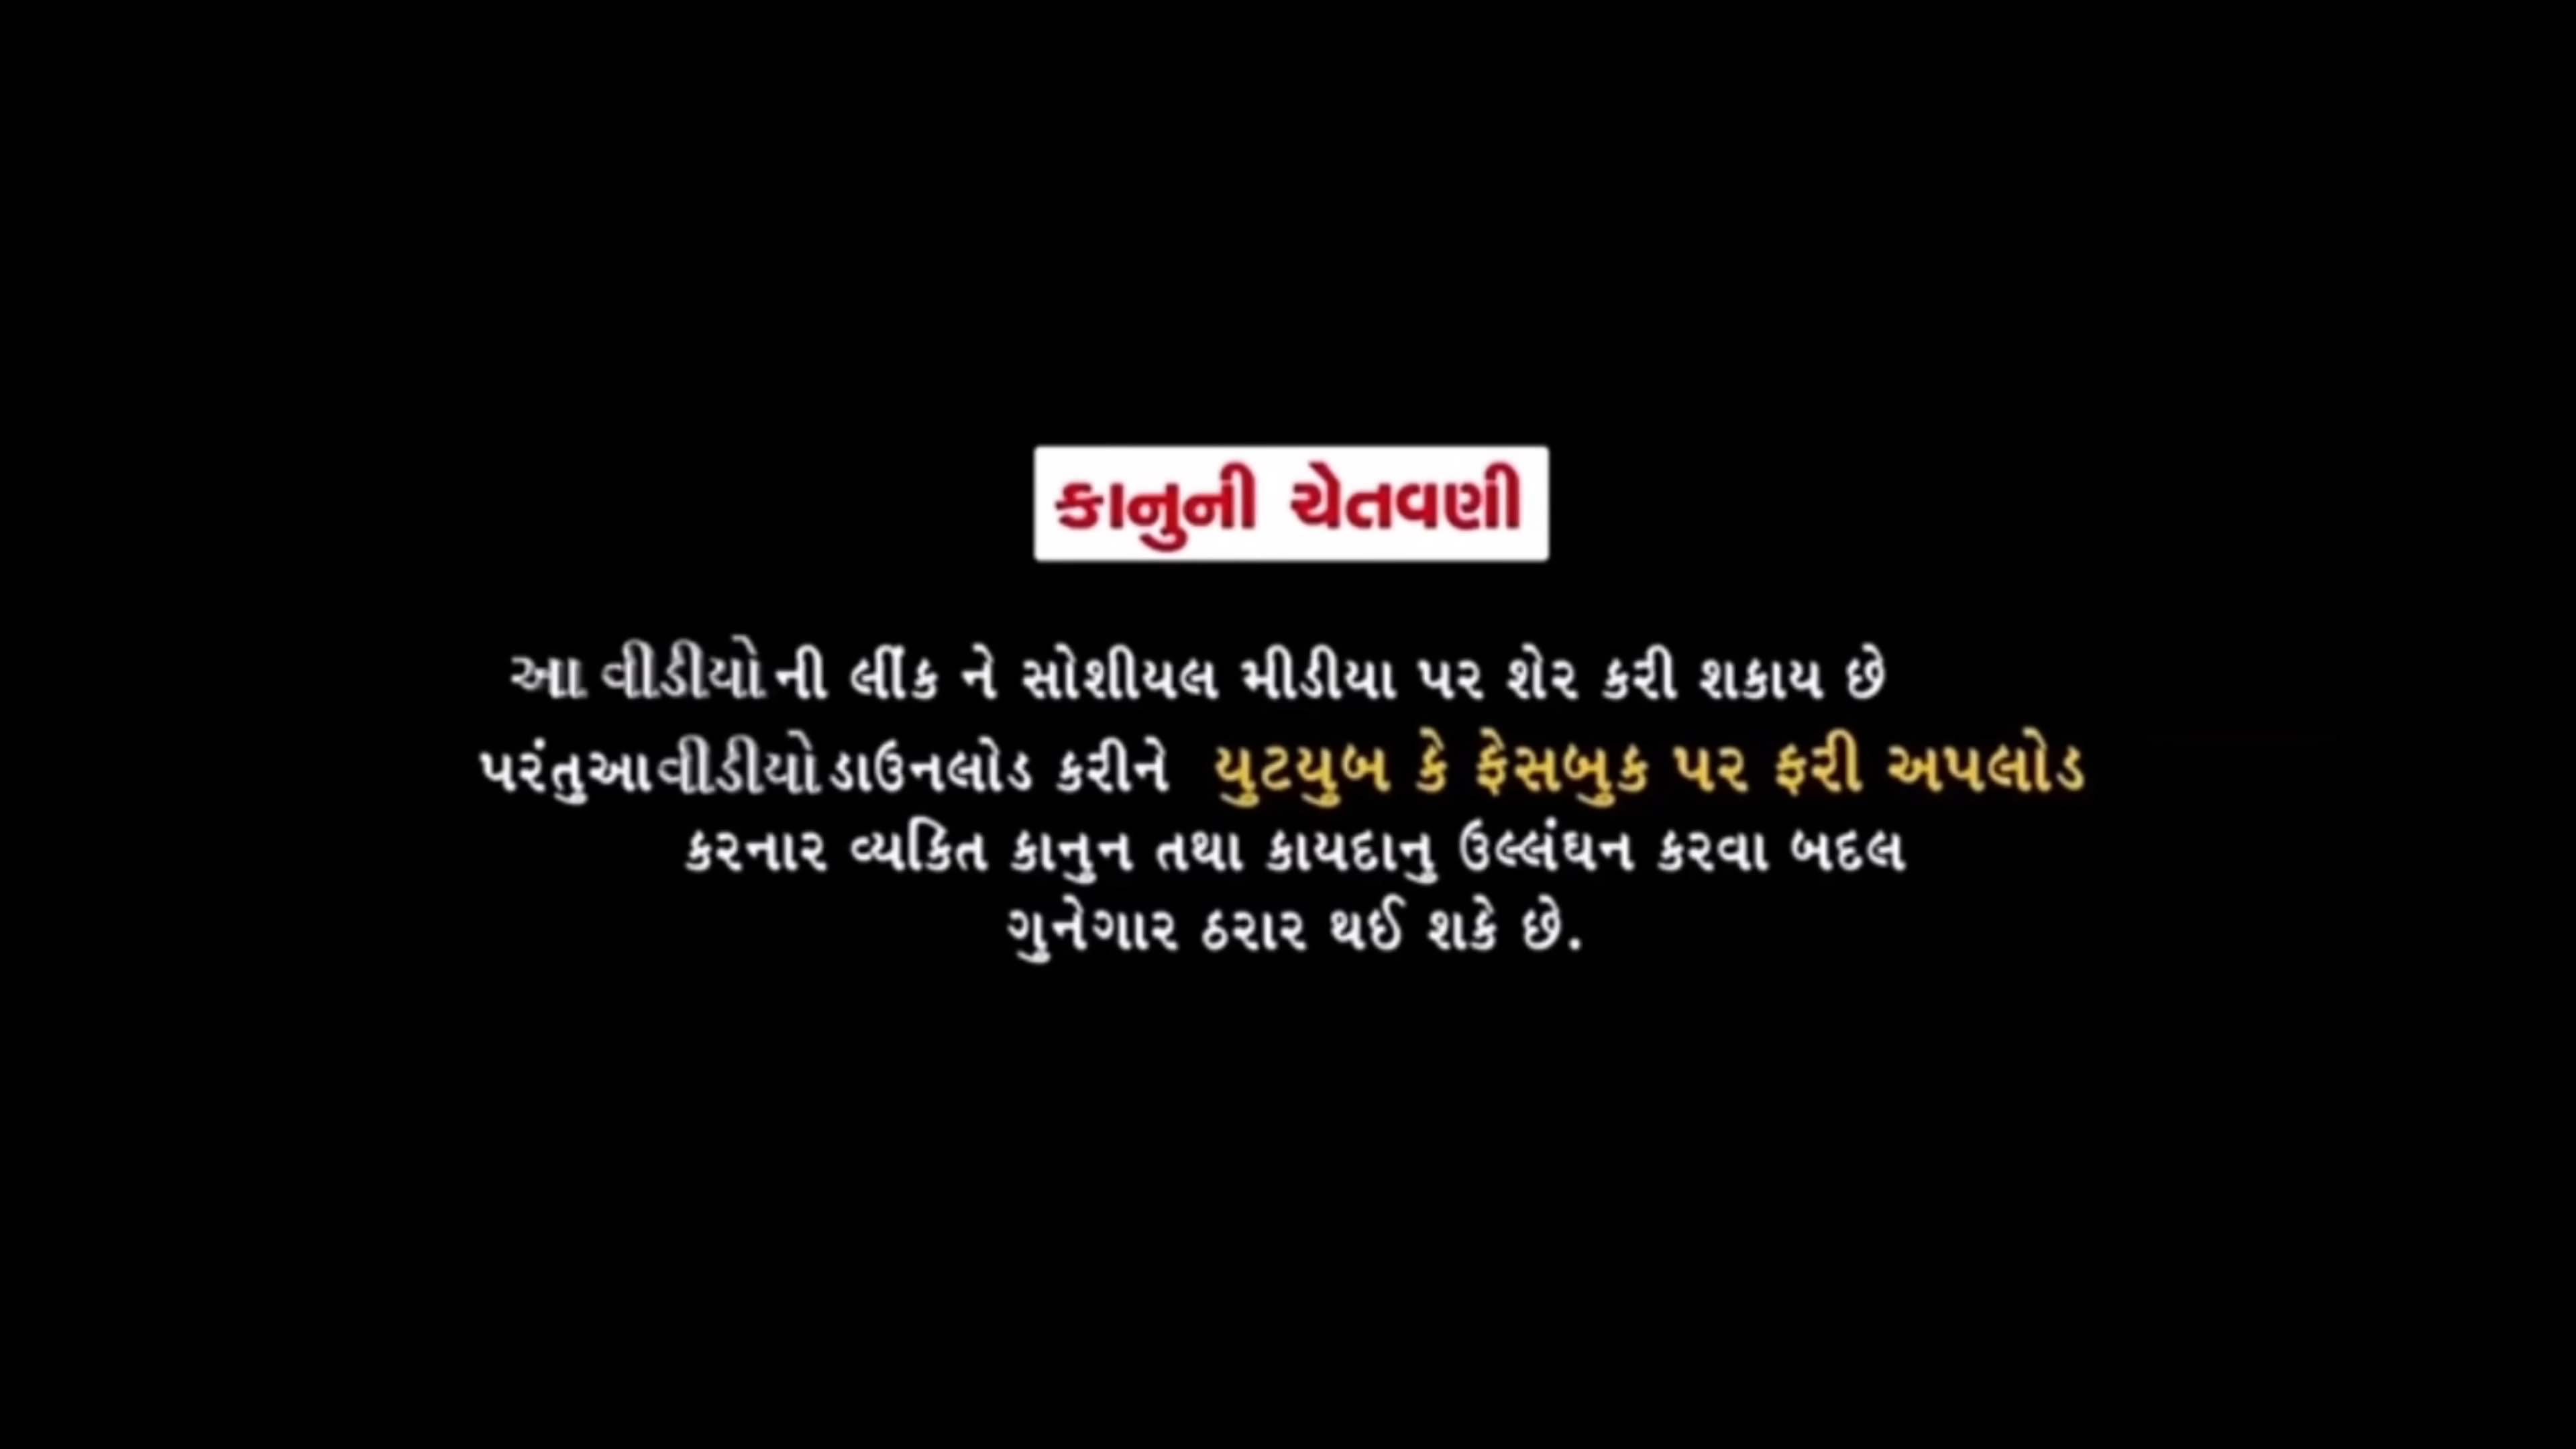 કાનુની ચેતવણી
આ વીડીયો ની લીંક ને સોશીયલ મીડીયા પર શેર કરી શકાય છે
પરંતુ આ વીડીયો ડાઉનલોડ કરીને યુટયુબ કે ફેસબુક પર ફરી અપલોડ
કરનાર વ્યકિત કાનુન તથા કાયદાનુ ઉલ્લંઘન કરવા બદલ
ગુનેગાર ઠરાર થઈ શકે છે.